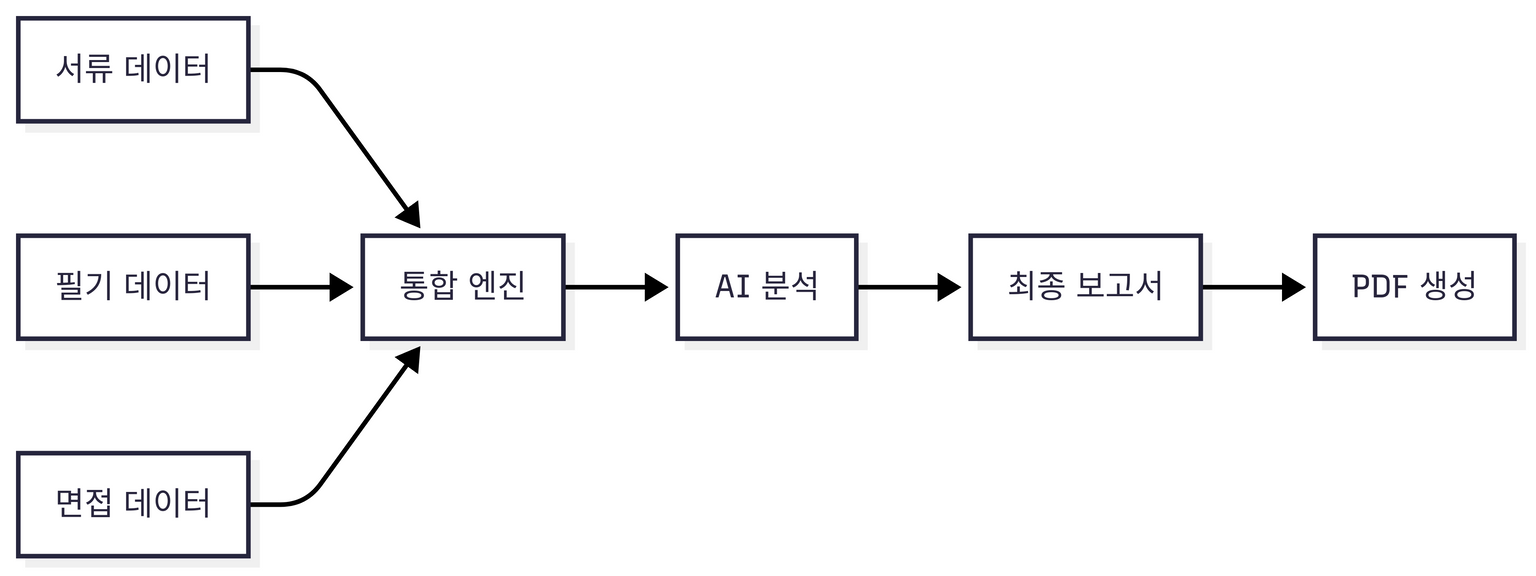 서류 데이터
필기 데이터
통합 엔진
AI 분석
최종 보고서
PDF 생성
면접 데이터